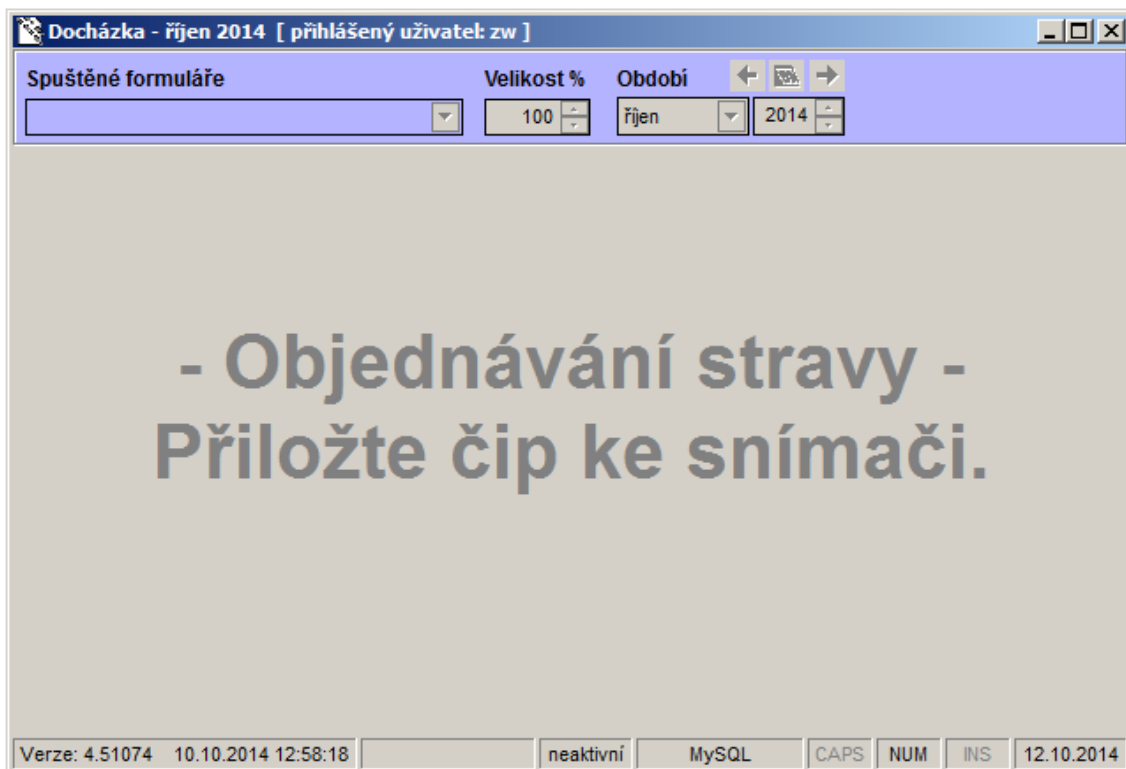 Docházka - říjen 2014 [ přihlášený uživatel: zw ]
Spuštěné formuláře Velikost % Období
100 říjen 2014
- Objednávání stravy -
Přiložte čip ke snímači.
Verze: 4.51074 10.10.2014 12:58:18 neaktivní MySQL CAPS NUM INS 12.10.2014